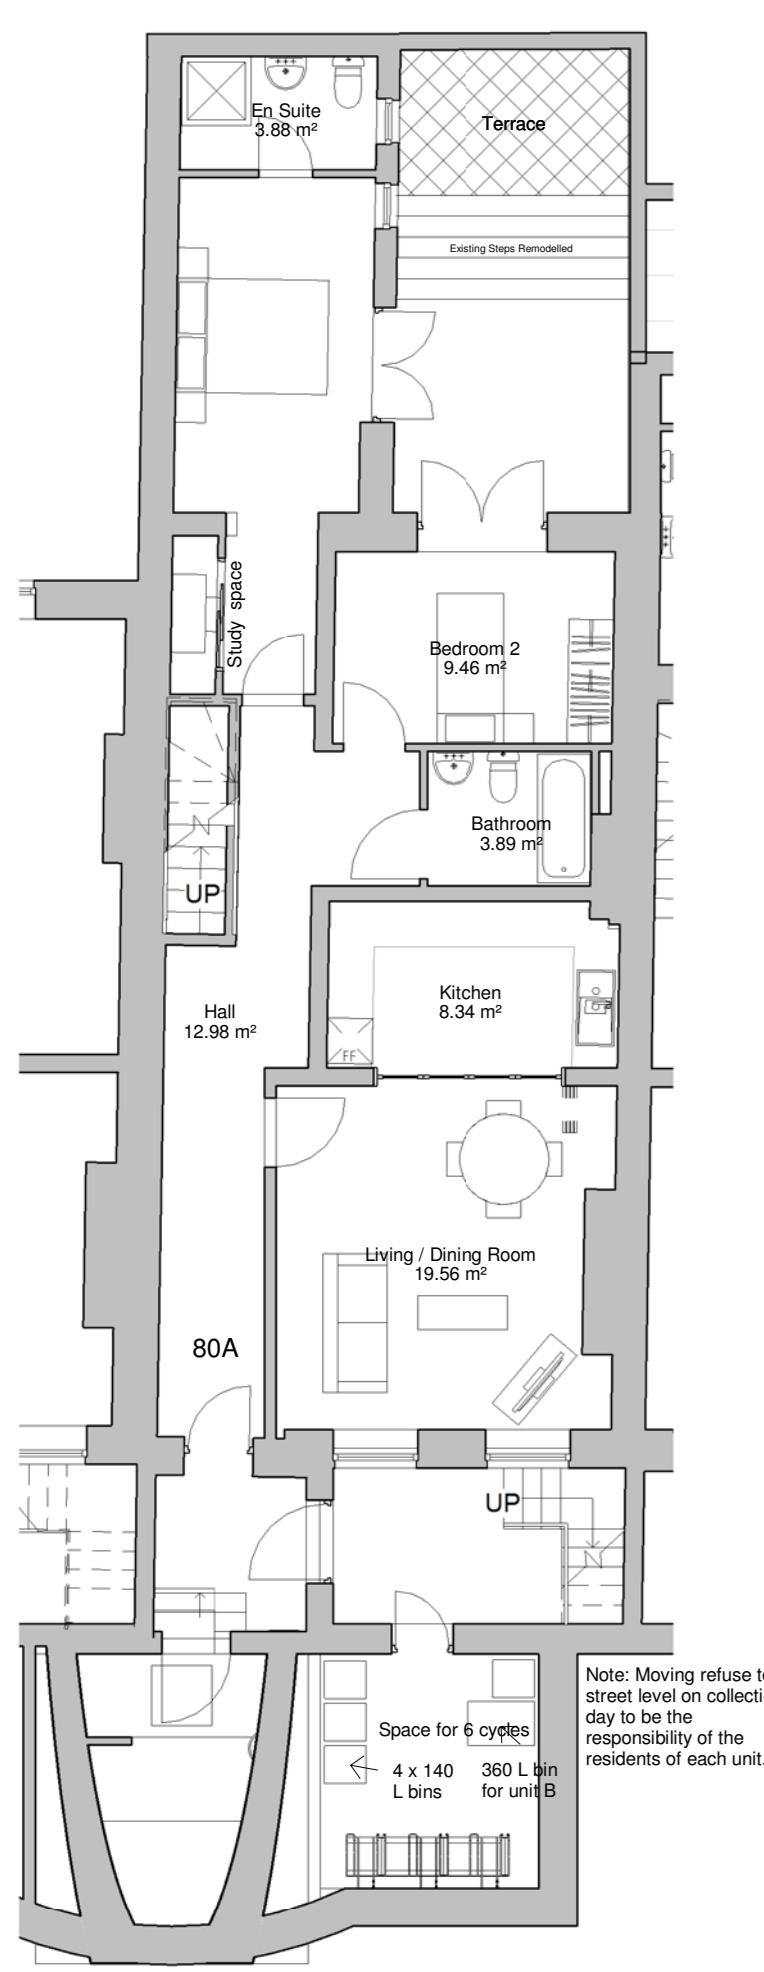 En Suite
3.88 m²
Terrace
Existing Steps Remodelled
Study space
Bedroom 2
9.46 m²
Bathroom
3.89 m²
UP
Kitchen
8.34 m²
Hall
12.98 m²
FF
Living / Dining Room
19.56 m²
80A
UP
Note: Moving refuse to
street level on collecti
day to be the
responsibility of the
residents of each unit.
Space for 6 cycles
4 x 140
L bins
360 L bin
for unit B